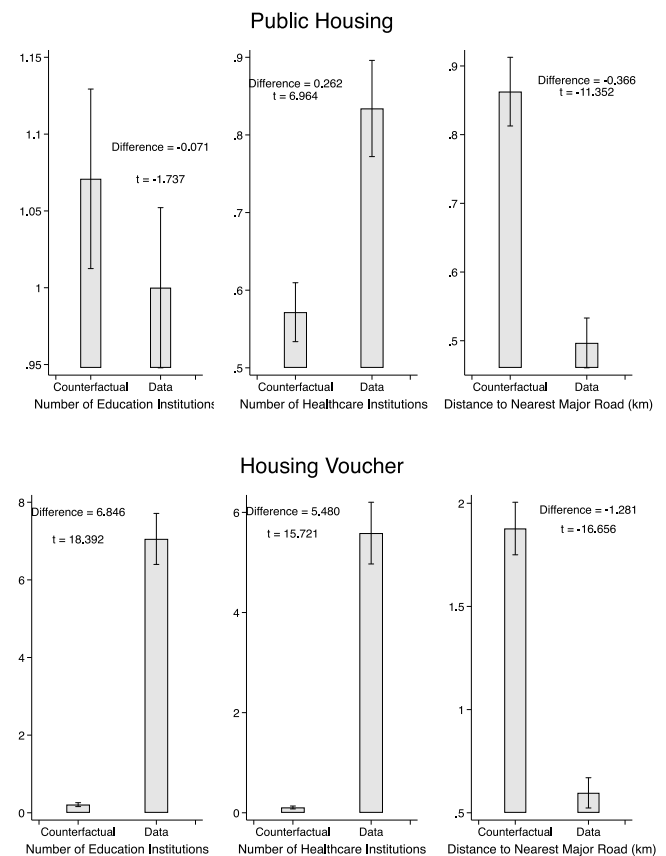 Public Housing
1.15
1.1
1.05
1
.95
Difference = -0.071
t = -1.737
Counterfactual
Data
Number of Education Institutions
.9
.8
.7
.6
.5
Difference = 0.262
t = 6.964
Counterfactual
Data
Number of Healthcare Institutions
.9
.8
.7
.6
.5
Difference = -0.366
t = -11.352
Counterfactual
Data
Distance to Nearest Major Road (km)
Housing Voucher
8
6
4
2
0
Difference = 6.846
t = 18.392
Counterfactual
Data
Number of Education Institutions
6
4
2
0
Difference = 5.480
t = 15.721
Counterfactual
Data
Number of Healthcare Institutions
2
1.5
1
.5
Difference = -1.281
t = -16.656
Counterfactual
Data
Distance to Nearest Major Road (km)